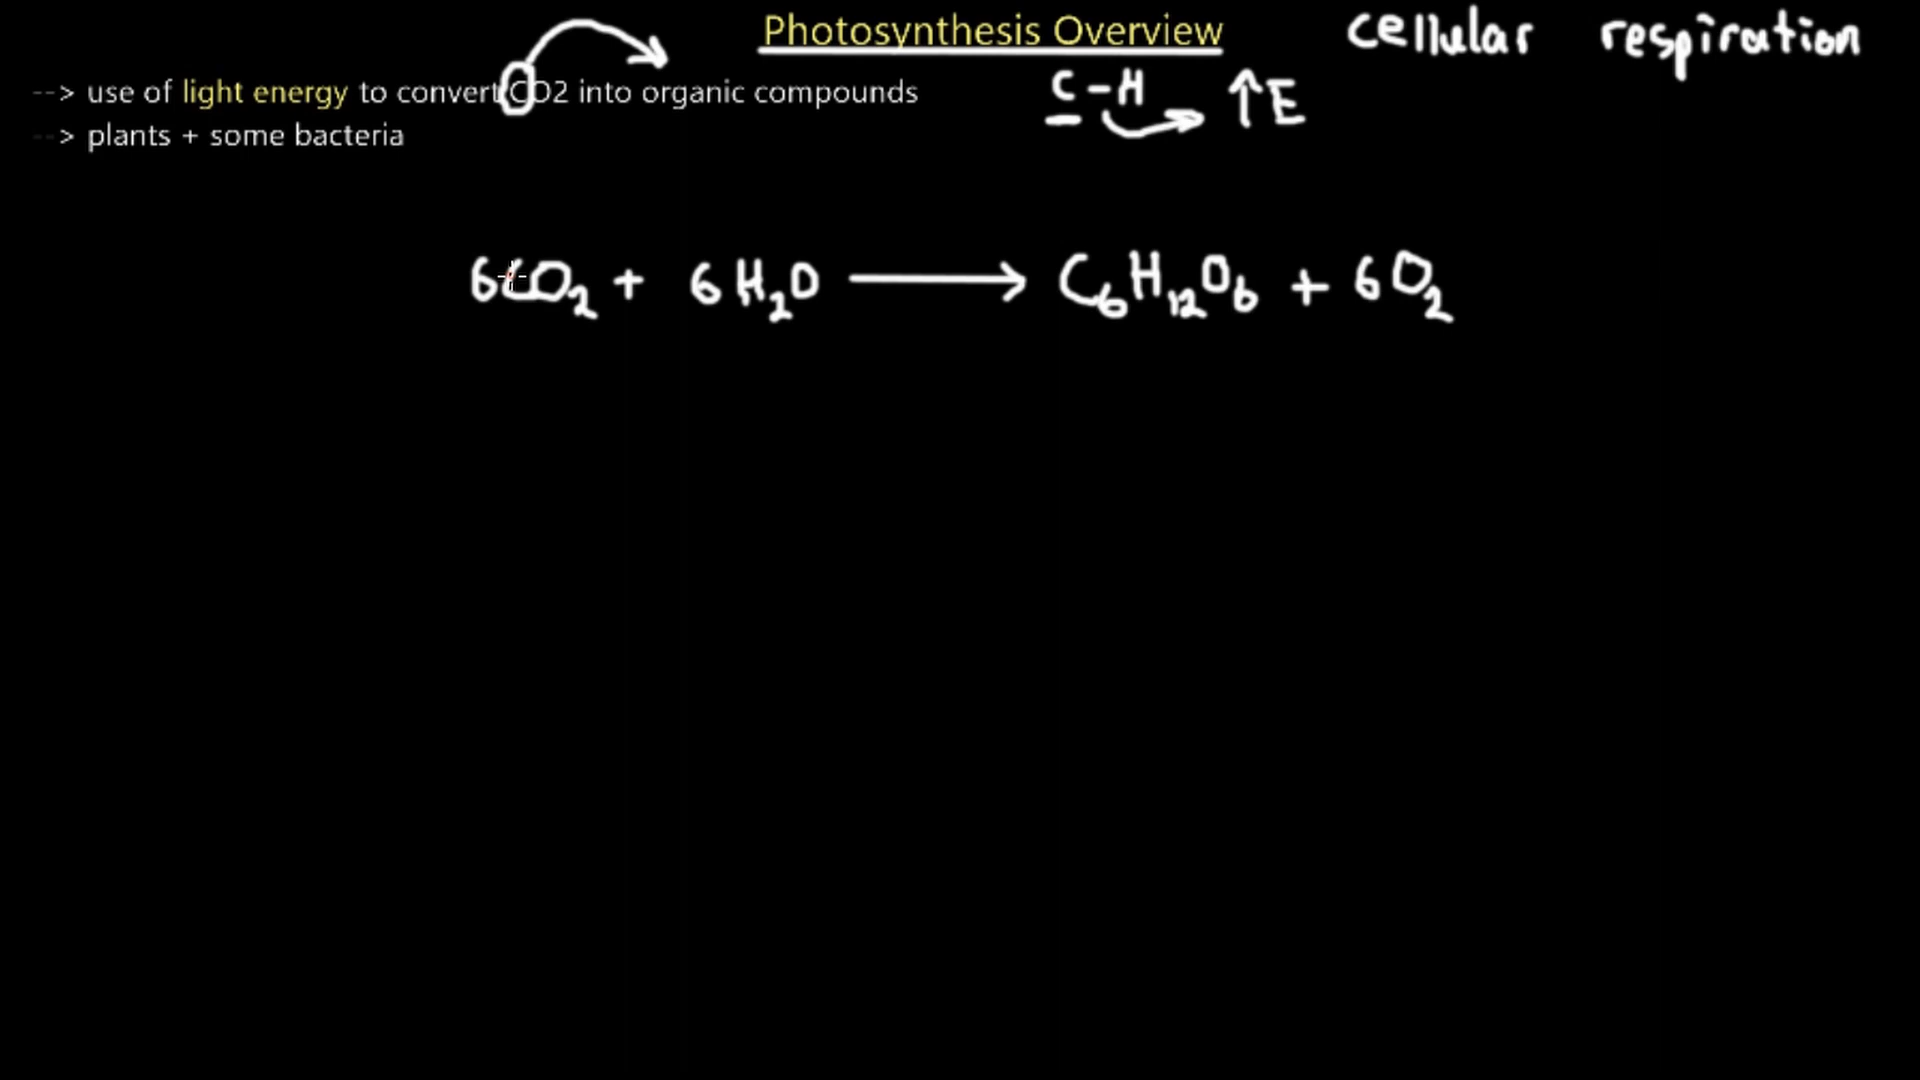 Photosynthesis Overview
cellular respiration
--> use of light energy to convert CO2 into organic compounds
C-H → ↑E
--> plants + some bacteria
6CO₂ + 6H₂O → C₆H₁₂O₆ + 6O₂